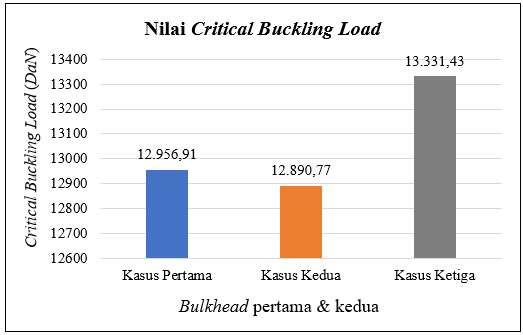 Nilai Critical Buckling Load
Critical Buckling Load (DaN)
13400
13300
13200
13100
13000
12900
12800
12700
12600
12.956,91
12.890,77
13.331,43
Kasus Pertama
Kasus Kedua
Kasus Ketiga
Bulkhead pertama & kedua